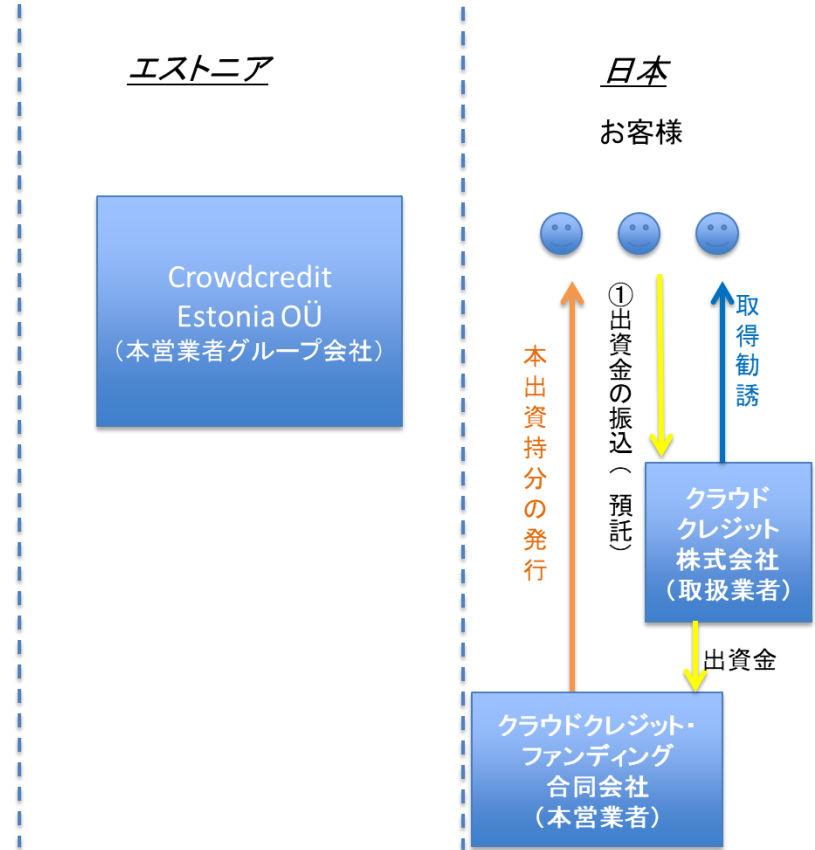 エストニア
日本
お客様
Crowdcredit
Estonia OÜ
（本営業者グループ会社）
本出資持分の発行
①出資金の振込（預託）
取得勧誘
クラウド
クレジット
株式会社
（取扱業者）
出資金
クラウドクレジット・
ファンディング
合同会社
（本営業者）